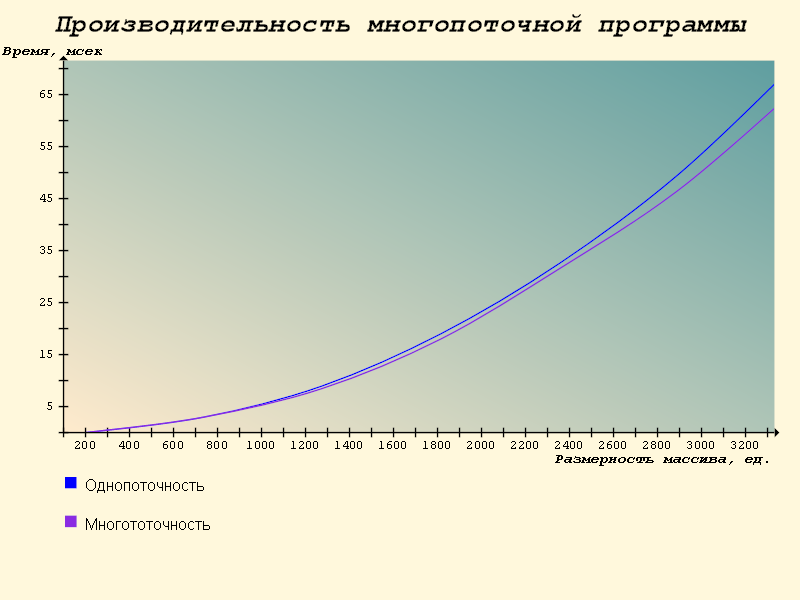 Производительность многопоточной программы
Время, мсек
65
55
45
35
25
15
5
200 400 600 800 1000 1200 1400 1600 1800 2000 2200 2400 2600 2800 3000 3200
Размерность массива, ед.
Однопоточность
Многототочность